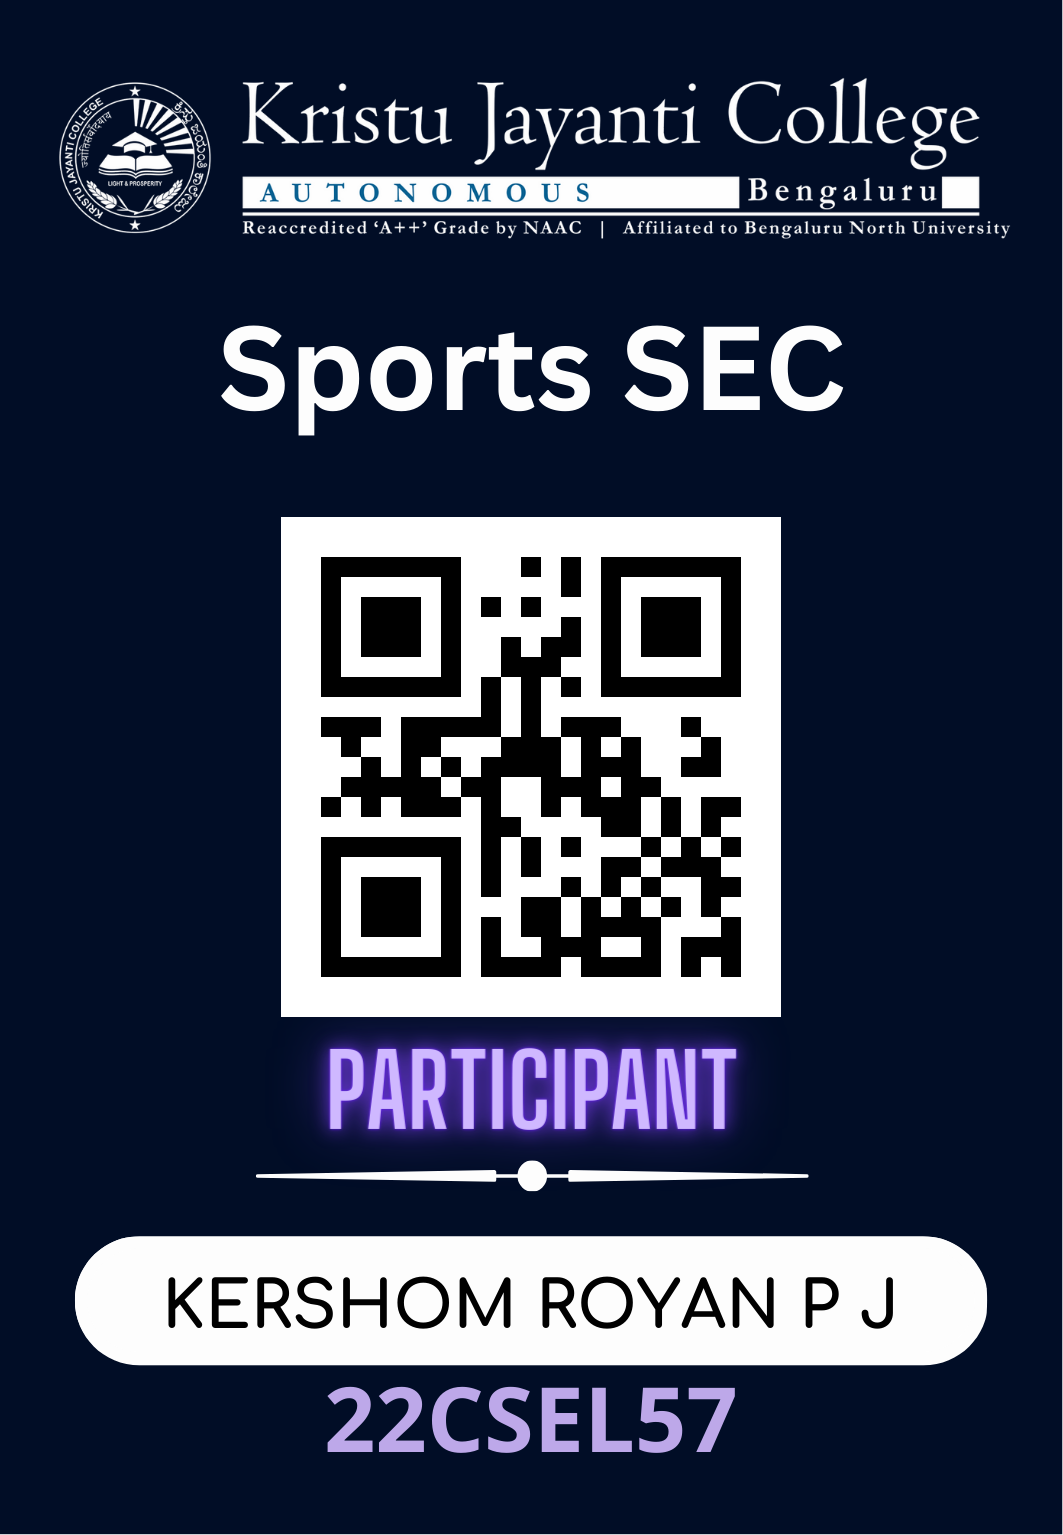 Kristu Jayanti College
AUTONOMOUS Bengaluru
Reaccredited ‘A++’ Grade by NAAC | Affiliated to Bengaluru North University
KRISTU JAYANTI COLLEGE
ಕ್ರಿಸ್ತು ಜಯಂತಿ ಕಾಲೇಜು
LIGHT & PROSPERITY
Sports SEC
PARTICIPANT
KERSHOM ROYAN P J
22CSEL57